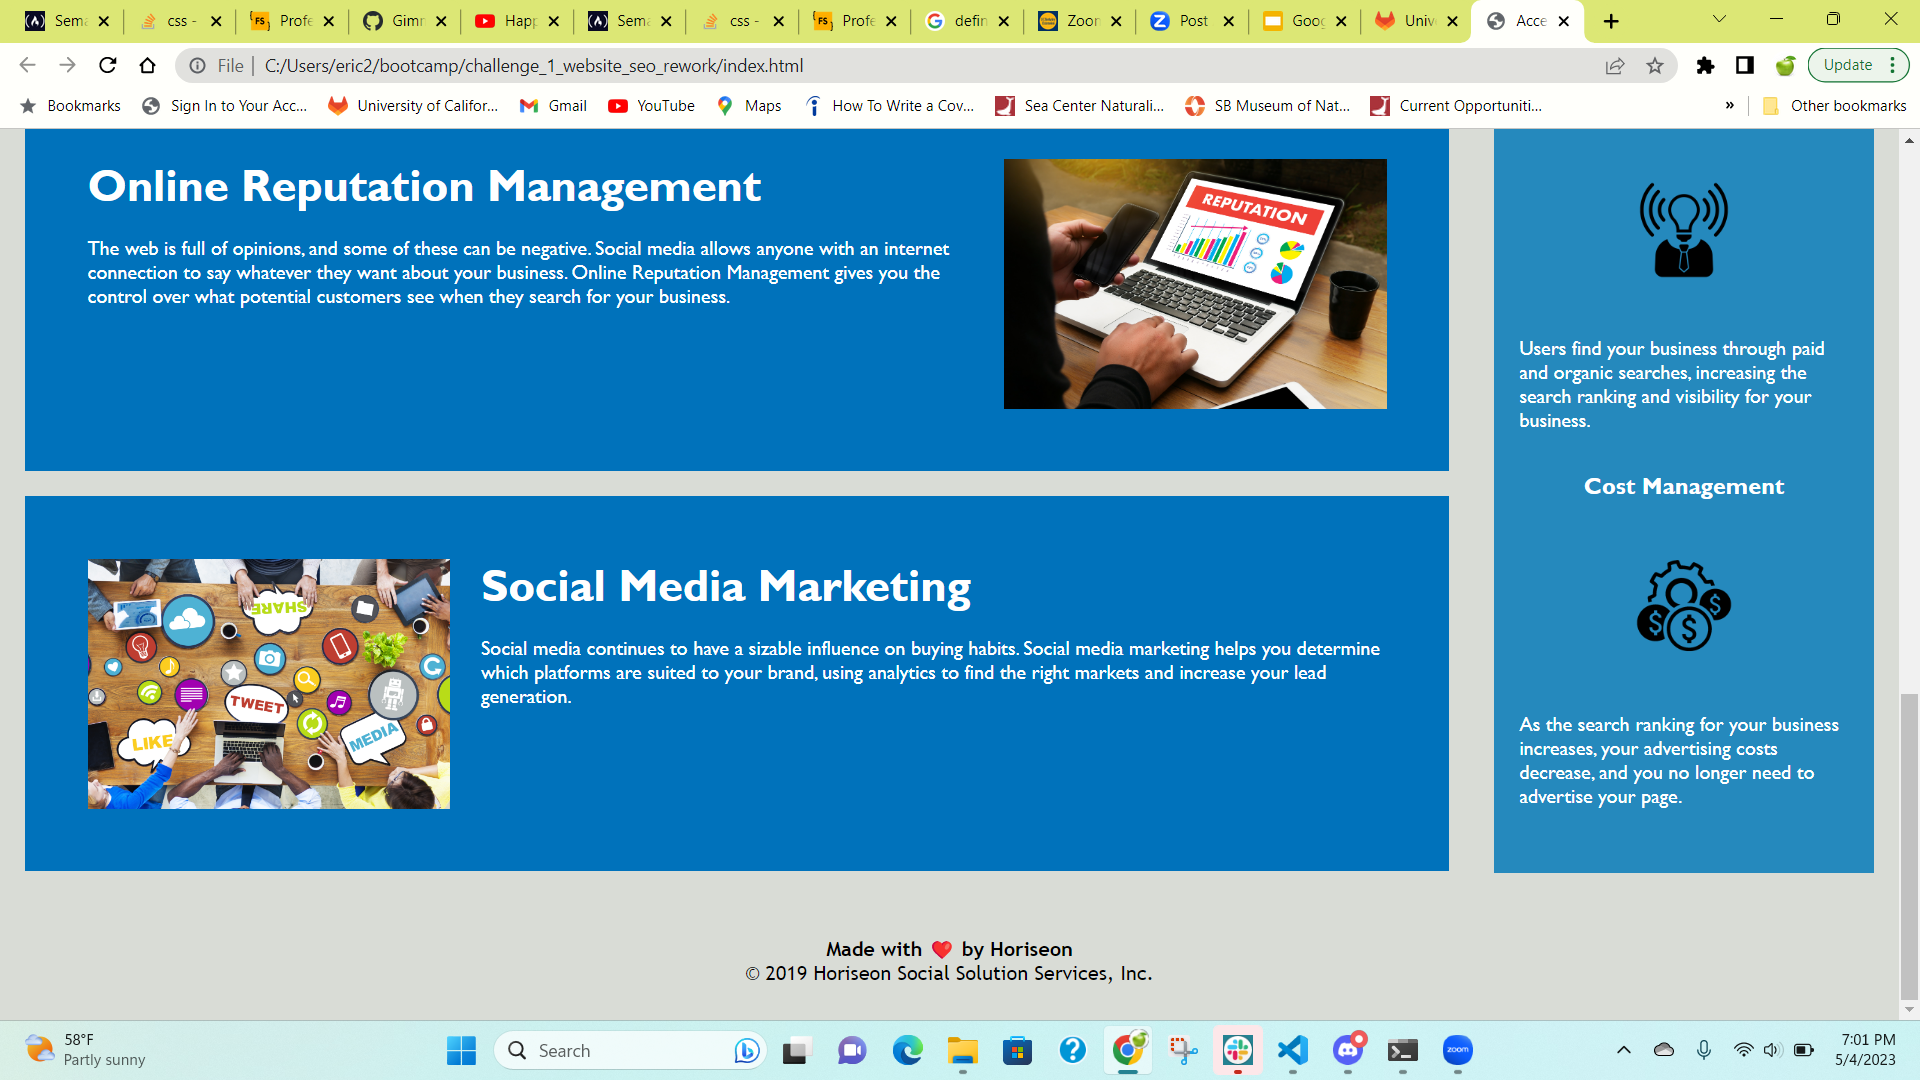 Sema
css -
Profe
Gimm
Happ
Sema
css -
Profe
defin
Zoom
Post
Goog
Unive
Acce
File
C:/Users/eric2/bootcamp/challenge_1_website_seo_rework/index.html
Update
Bookmarks
Sign In to Your Acc...
University of Califor...
Gmail
YouTube
Maps
How To Write a Cov...
Sea Center Naturali...
SB Museum of Nat...
Current Opportuniti...
»
Other bookmarks
Online Reputation Management
The web is full of opinions, and some of these can be negative. Social media allows anyone with an internet
connection to say whatever they want about your business. Online Reputation Management gives you the
control over what potential customers see when they search for your business.
REPUTATION
Users find your business through paid
and organic searches, increasing the
search ranking and visibility for your
business.
Cost Management
SHARE
TWEET
LIKE
MEDIA
Social Media Marketing
Social media continues to have a sizable influence on buying habits. Social media marketing helps you determine
which platforms are suited to your brand, using analytics to find the right markets and increase your lead
generation.
As the search ranking for your business
increases, your advertising costs
decrease, and you no longer need to
advertise your page.
Made with ❤️ by Horiseon
© 2019 Horiseon Social Solution Services, Inc.
58°F
Partly sunny
Search
zoom
7:01 PM
5/4/2023